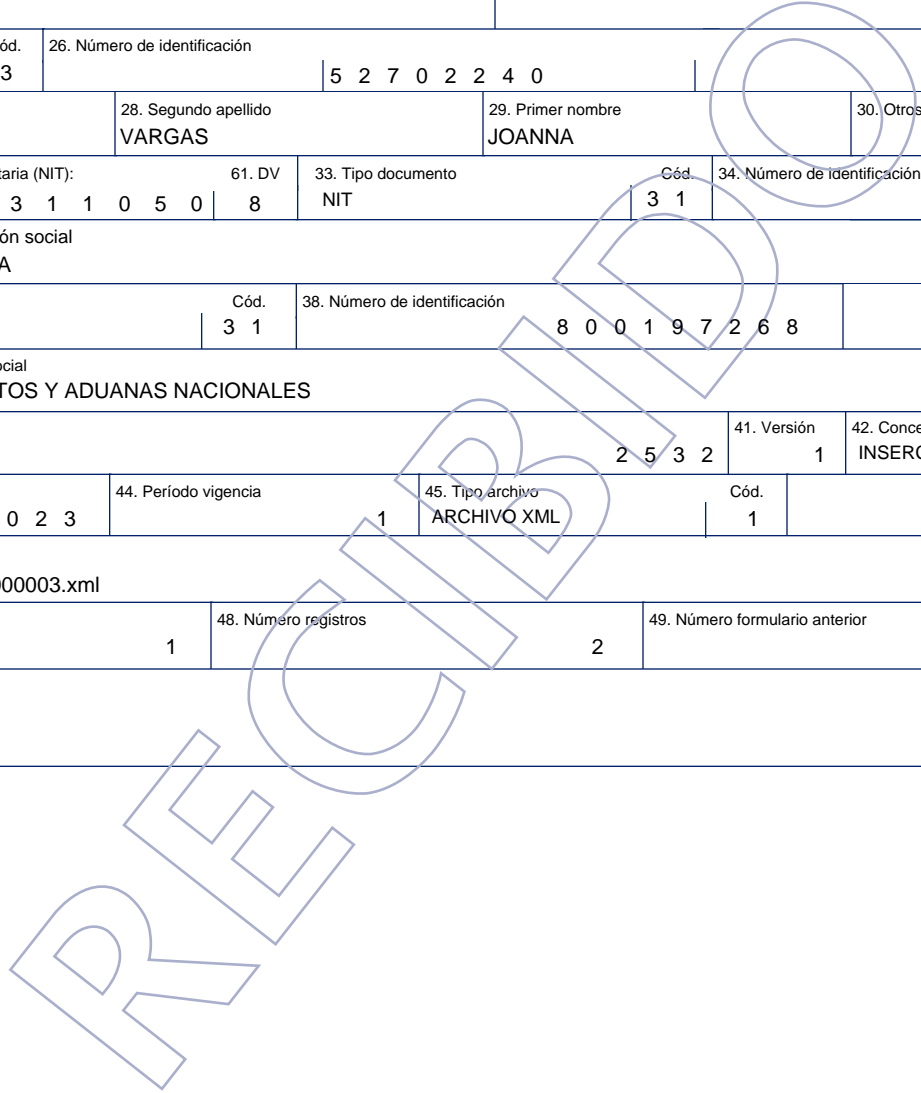 ód. 26. Número de identificación
3 5 2 7 0 2 2 4 0
28. Segundo apellido 29. Primer nombre 30. Otros
VARGAS JOANNA
taria (NIT): 61. DV 33. Tipo documento Cód. 34. Número de identificación
3 1 1 0 5 0 8 NIT 3 1
ón social
A
Cód. 38. Número de identificación
3 1 8 0 0 1 9 7 2 6 8
ocial
TOS Y ADUANAS NACIONALES
41. Versión 42. Conce
2 5 3 2 1 INSERC
44. Período vigencia 45. Tipo archivo Cód.
0 2 3 1 ARCHIVO XML 1
000003.xml
48. Número registros 49. Número formulario anterior
1 2
RECIBIDO